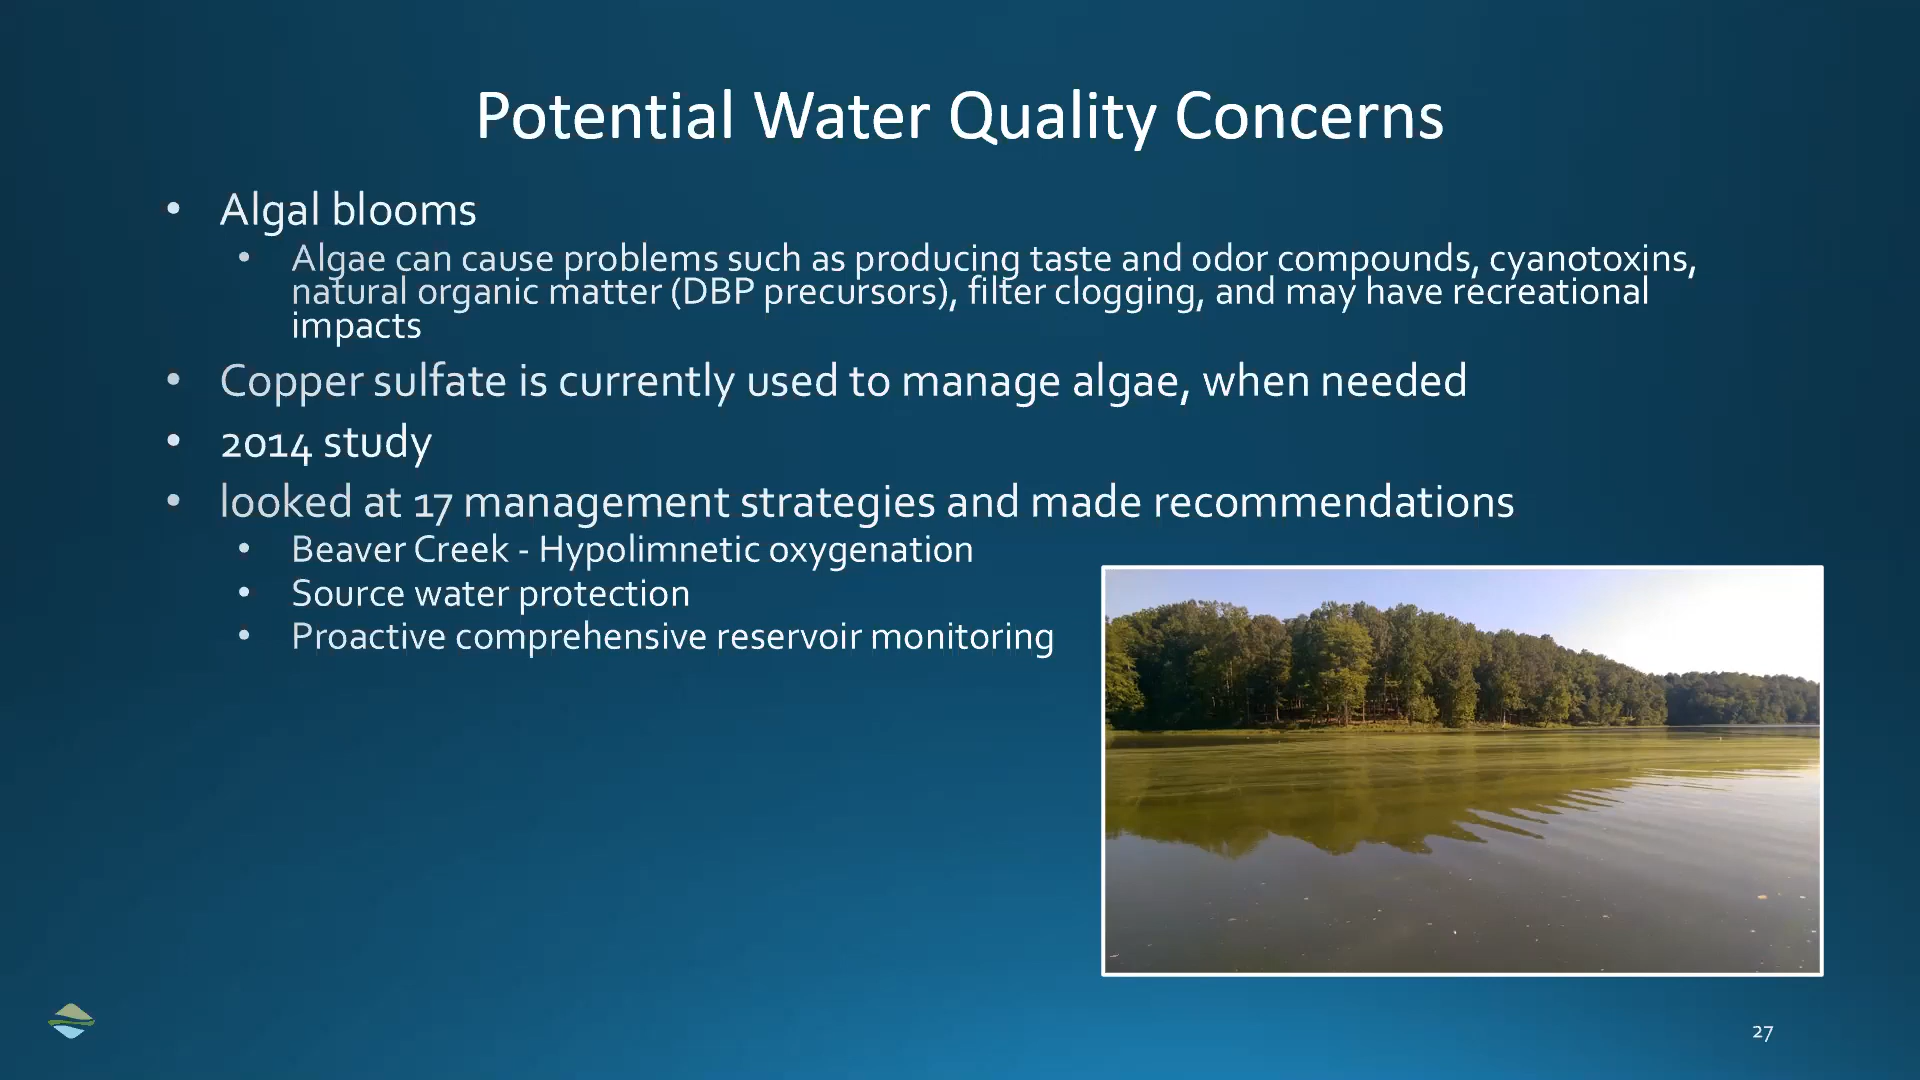 Potential Water Quality Concerns
• Algal blooms
• Algae can cause problems such as producing taste and odor compounds, cyanotoxins,
natural organic matter (DBP precursors), filter clogging, and may have recreational
impacts
• Copper sulfate is currently used to manage algae, when needed
• 2014 study
• looked at 17 management strategies and made recommendations
• Beaver Creek - Hypolimnetic oxygenation
• Source water protection
• Proactive comprehensive reservoir monitoring
27